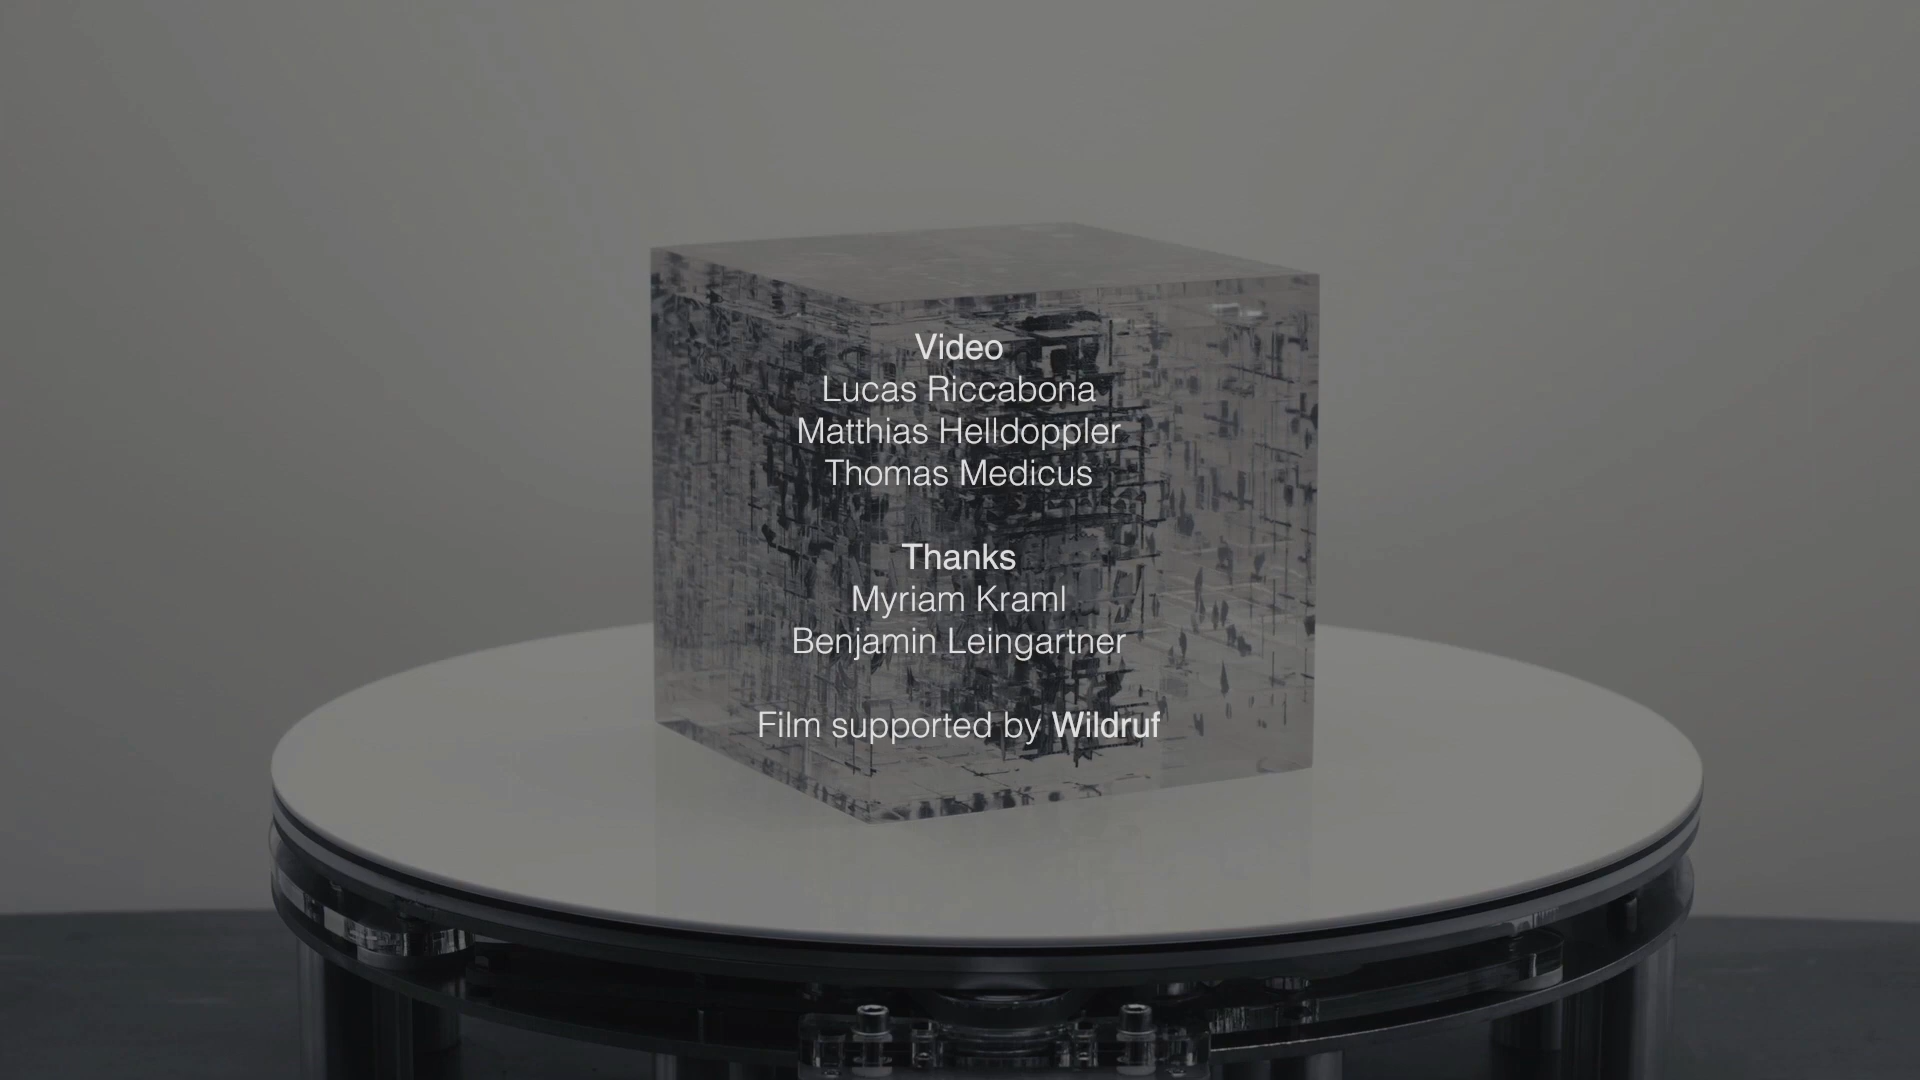 Video
Lucas Riccabona
Matthias Helldoppler
Thomas Medicus
Thanks
Myriam Kraml
Benjamin Leingartner
Film supported by Wildruf